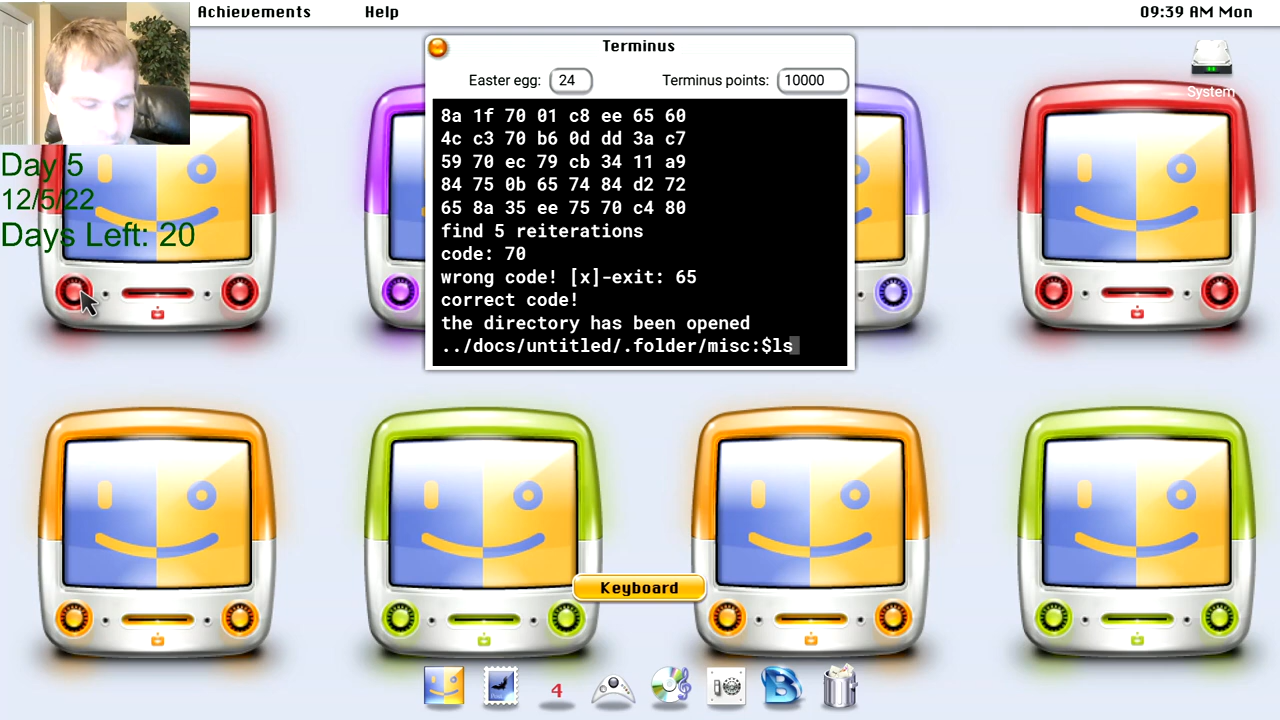 Achievements Help 09:39 AM Mon
Terminus
Easter egg: 24 Terminus points: 10000
System
8a 1f 70 01 c8 ee 65 60
4c c3 70 b6 0d dd 3a c7
59 70 ec 79 cb 34 11 a9
84 75 0b 65 74 84 d2 72
65 8a 35 ee 75 70 c4 80
find 5 reiterations
code: 70
wrong code! [x]-exit: 65
correct code!
the directory has been opened
../docs/untitled/.folder/misc:$ls
Day 5
12/5/22
Days Left: 20
Keyboard
4
B